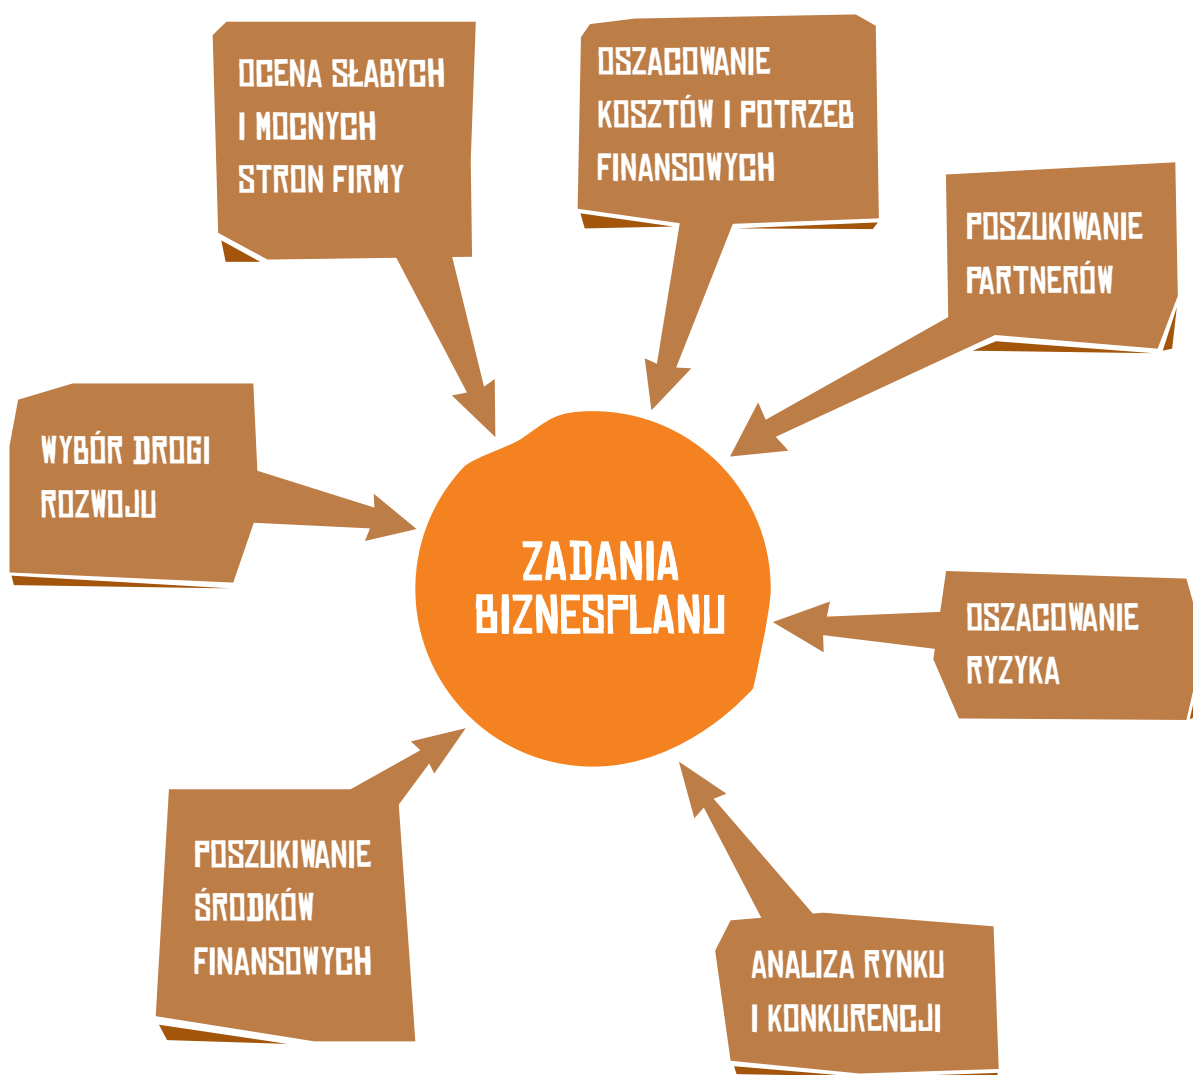 OCENA SŁABYCH
I MOCNYCH
STRON FIRMY
OSZACOWANIE
KOSZTÓW I POTRZEB
FINANSOWYCH
POSZUKIWANIE
PARTNERÓW
WYBÓR DROGI
ROZWOJU
ZADANIA
BIZNESPLANU
OSZACOWANIE
RYZYKA
POSZUKIWANIE
ŚRODKÓW
FINANSOWYCH
ANALIZA RYNKU
I KONKURENCJI